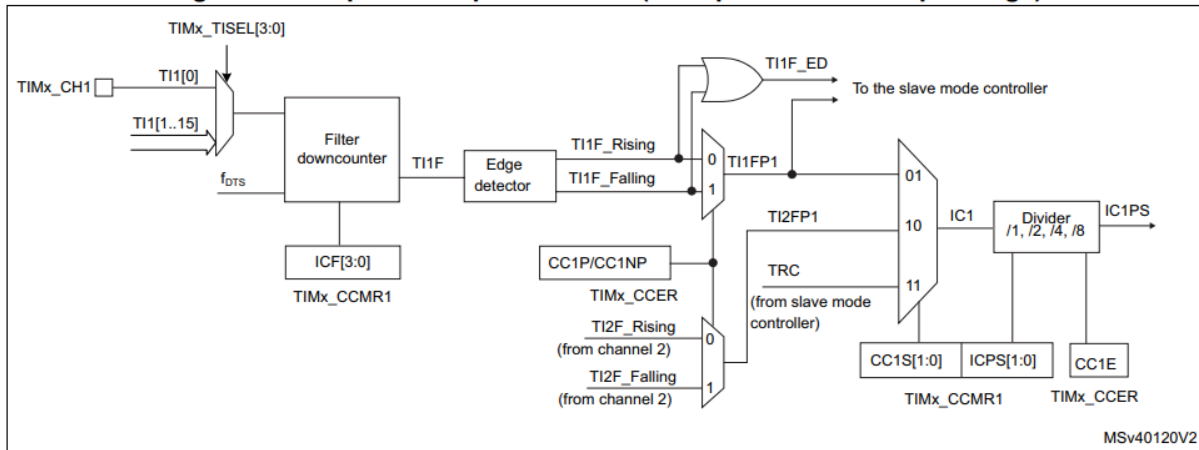 TIMx_TISEL[3:0]
TIMx_CH1
TI1[0]
TI1[1..15]
fDTS
Filter
downcounter
ICF[3:0]
TIMx_CCMR1
TI1F
Edge
detector
TI1F_Rising
TI1F_Falling
TI1F_ED
To the slave mode controller
0
1
TI1FP1
CC1P/CC1NP
TIMx_CCER
TI2F_Rising
(from channel 2)
TI2F_Falling
(from channel 2)
0
1
TI2FP1
TRC
(from slave mode
controller)
01
10
11
IC1
Divider
/1, /2, /4, /8
IC1PS
CC1S[1:0]
ICPS[1:0]
CC1E
TIMx_CCMR1
TIMx_CCER
MSv40120V2